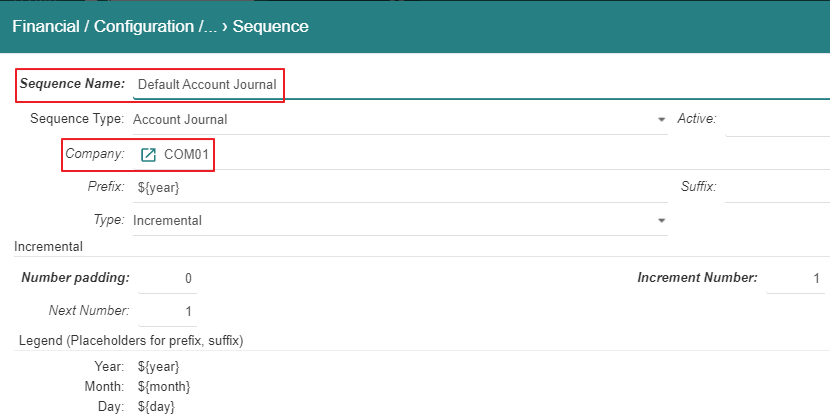 Financial / Configuration /... › Sequence
Sequence Name: Default Account Journal
Sequence Type: Account Journal Active:
Company: COM01
Prefix: ${year} Suffix:
Type: Incremental
Incremental
Number padding: 0 Increment Number: 1
Next Number: 1
Legend (Placeholders for prefix, suffix)
Year: ${year}
Month: ${month}
Day: ${day}